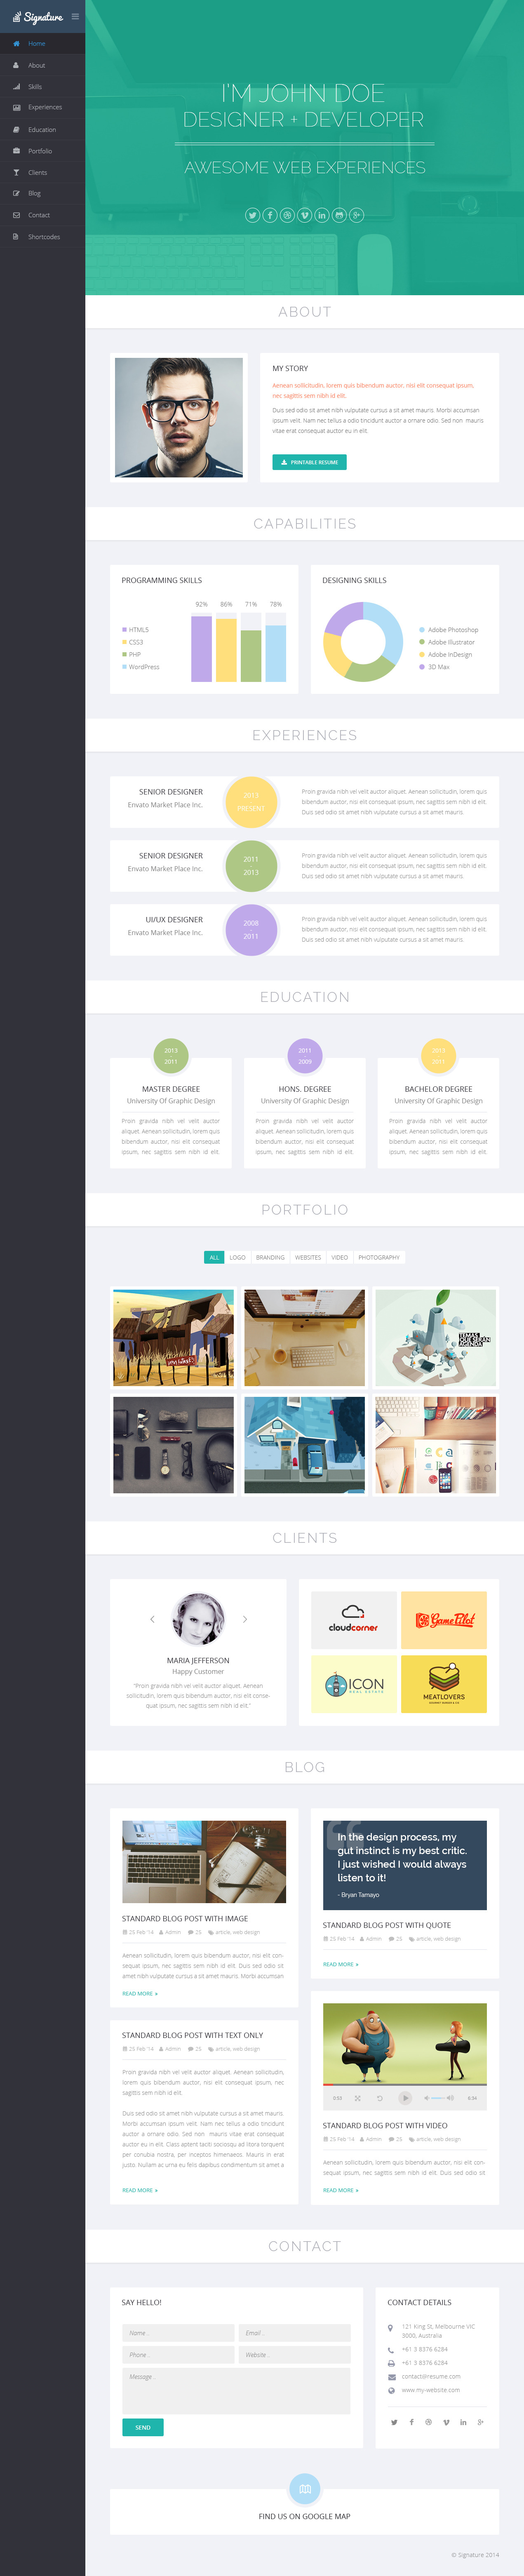 Signature
Home
About
Skills
Experiences
Education
Portfolio
Clients
Blog
Contact
Shortcodes
I'M JOHN DOE
DESIGNER + DEVELOPER
AWESOME WEB EXPERIENCES
ABOUT
MY STORY
Aenean sollicitudin, lorem quis bibendum auctor, nisi elit consequat ipsum,
nec sagittis sem nibh id elit.
Duis sed odio sit amet nibh vulputate cursus a sit amet mauris. Morbi accumsan
ipsum velit. Nam nec tellus a odio tincidunt auctor a ornare odio. Sed non mauris
vitae erat consequat auctor eu in elit.
PRINTABLE RESUME
CAPABILITIES
PROGRAMMING SKILLS
92% 86% 71% 78%
HTML5
CSS3
PHP
WordPress
DESIGNING SKILLS
Adobe Photoshop
Adobe Illustrator
Adobe InDesign
3D Max
EXPERIENCES
SENIOR DESIGNER
Envato Market Place Inc.
2013
-
PRESENT
Proin gravida nibh vel velit auctor aliquet. Aenean sollicitudin, lorem quis
bibendum auctor, nisi elit consequat ipsum, nec sagittis sem nibh id elit.
Duis sed odio sit amet nibh vulputate cursus a sit amet mauris.
SENIOR DESIGNER
Envato Market Place Inc.
2011
-
2013
Proin gravida nibh vel velit auctor aliquet. Aenean sollicitudin, lorem quis
bibendum auctor, nisi elit consequat ipsum, nec sagittis sem nibh id elit.
Duis sed odio sit amet nibh vulputate cursus a sit amet mauris.
UI/UX DESIGNER
Envato Market Place Inc.
2008
-
2011
Proin gravida nibh vel velit auctor aliquet. Aenean sollicitudin, lorem quis
bibendum auctor, nisi elit consequat ipsum, nec sagittis sem nibh id elit.
Duis sed odio sit amet nibh vulputate cursus a sit amet mauris.
EDUCATION
2013
-
2011
MASTER DEGREE
University Of Graphic Design
Proin gravida nibh vel velit auctor
aliquet. Aenean sollicitudin, lorem quis
bibendum auctor, nisi elit consequat
ipsum, nec sagittis sem nibh id elit.
2011
-
2009
HONS. DEGREE
University Of Graphic Design
Proin gravida nibh vel velit auctor
aliquet. Aenean sollicitudin, lorem quis
bibendum auctor, nisi elit consequat
ipsum, nec sagittis sem nibh id elit.
2013
-
2011
BACHELOR DEGREE
University Of Graphic Design
Proin gravida nibh vel velit auctor
aliquet. Aenean sollicitudin, lorem quis
bibendum auctor, nisi elit consequat
ipsum, nec sagittis sem nibh id elit.
PORTFOLIO
ALL LOGO BRANDING WEBSITES VIDEO PHOTOGRAPHY
CLIENTS
MARIA JEFFERSON
Happy Customer
"Proin gravida nibh vel velit auctor aliquet. Aenean
sollicitudin, lorem quis bibendum auctor, nisi elit conse-
quat ipsum, nec sagittis sem nibh id elit."
cloudcorner
Game Pilot
ICON
REAL ESTATE
MEATLOVERS
BLOG
STANDARD BLOG POST WITH IMAGE
25 Feb '14 Admin 25 article, web design
Aenean sollicitudin, lorem quis bibendum auctor, nisi elit con-
sequat ipsum, nec sagittis sem nibh id elit. Duis sed odio sit
amet nibh vulputate cursus a sit amet mauris. Morbi accumsan
READ MORE »
In the design process, my
gut instinct is my best critic.
I just wished I would always
listen to it!
- Bryan Tamayo
STANDARD BLOG POST WITH QUOTE
25 Feb '14 Admin 25 article, web design
READ MORE »
STANDARD BLOG POST WITH TEXT ONLY
25 Feb '14 Admin 25 article, web design
Proin gravida nibh vel velit auctor aliquet. Aenean sollicitudin,
lorem quis bibendum auctor, nisi elit consequat ipsum, nec
sagittis sem nibh id elit.
Duis sed odio sit amet nibh vulputate cursus a sit amet mauris.
Morbi accumsan ipsum velit. Nam nec tellus a odio tincidunt
auctor a ornare odio. Sed non mauris vitae erat consequat
auctor eu in elit. Class aptent taciti sociosqu ad litora torquent
per conubia nostra, per inceptos himenaeos. Mauris in erat
justo. Nullam ac urna eu felis dapibus condimentum sit amet a
READ MORE »
0:53 6:34
STANDARD BLOG POST WITH VIDEO
25 Feb '14 Admin 25 article, web design
Aenean sollicitudin, lorem quis bibendum auctor, nisi elit con-
sequat ipsum, nec sagittis sem nibh id elit. Duis sed odio sit
READ MORE »
CONTACT
SAY HELLO!
Name ..
Email ..
Phone ..
Website ..
Message ..
SEND
CONTACT DETAILS
121 King St, Melbourne VIC
3000, Australia
+61 3 8376 6284
+61 3 8376 6284
contact@resume.com
www.my-website.com
FIND US ON GOOGLE MAP
© Signature 2014